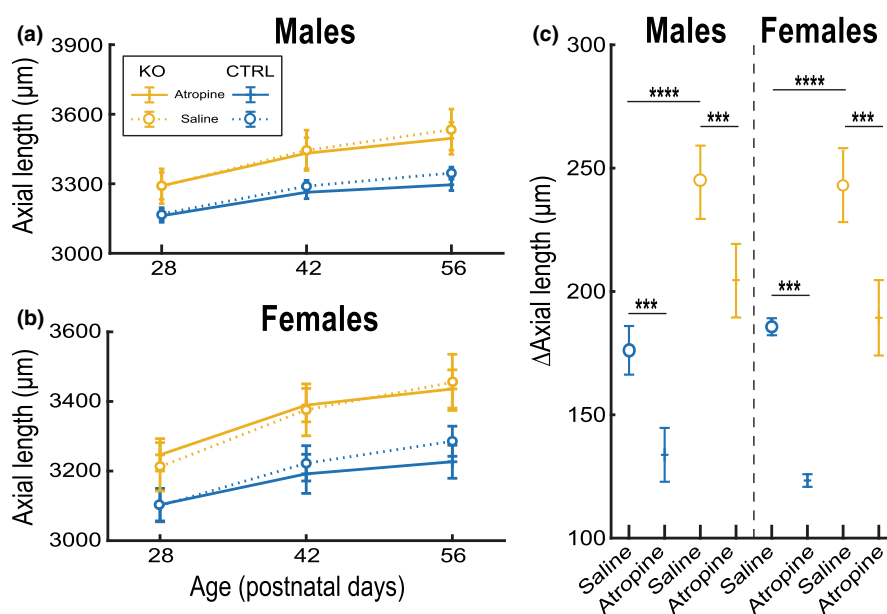 (a)
Males
Axial length (µm)
3900
3600
3300
3000
KO
CTRL
Atropine
Saline
28
42
56
(b)
Females
Axial length (µm)
3600
3400
3200
3000
28
42
56
Age (postnatal days)
(c)
Males
Females
ΔAxial length (µm)
300
250
200
150
100
****
***
***
****
***
***
Saline
Atropine
Saline
Atropine
Saline
Atropine
Saline
Atropine